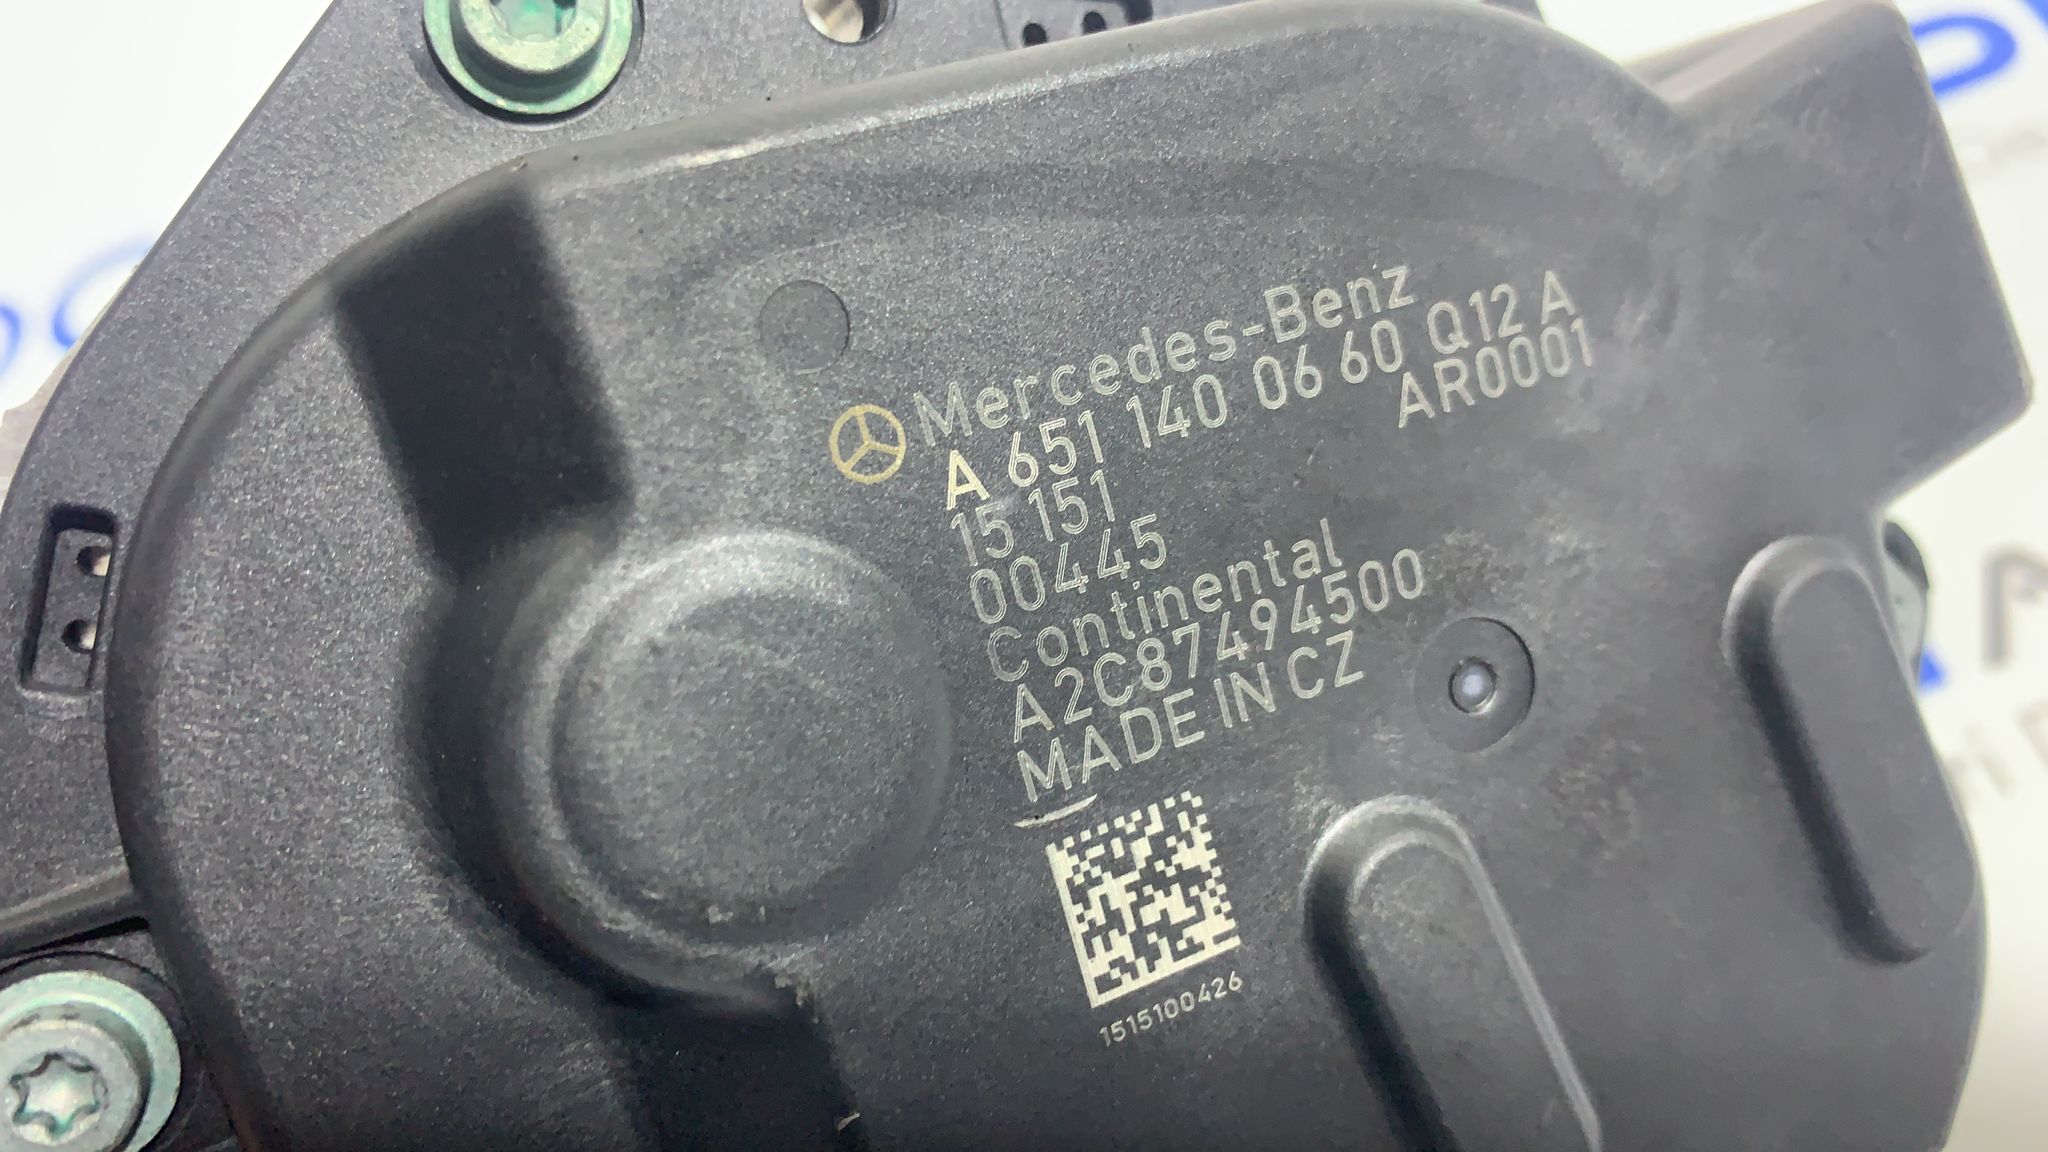 Mercedes-Benz
A 651 140 06 60 Q12 A
AR0001
15 151
00445
Continental
A2C87494500
MADE IN CZ
1515100426